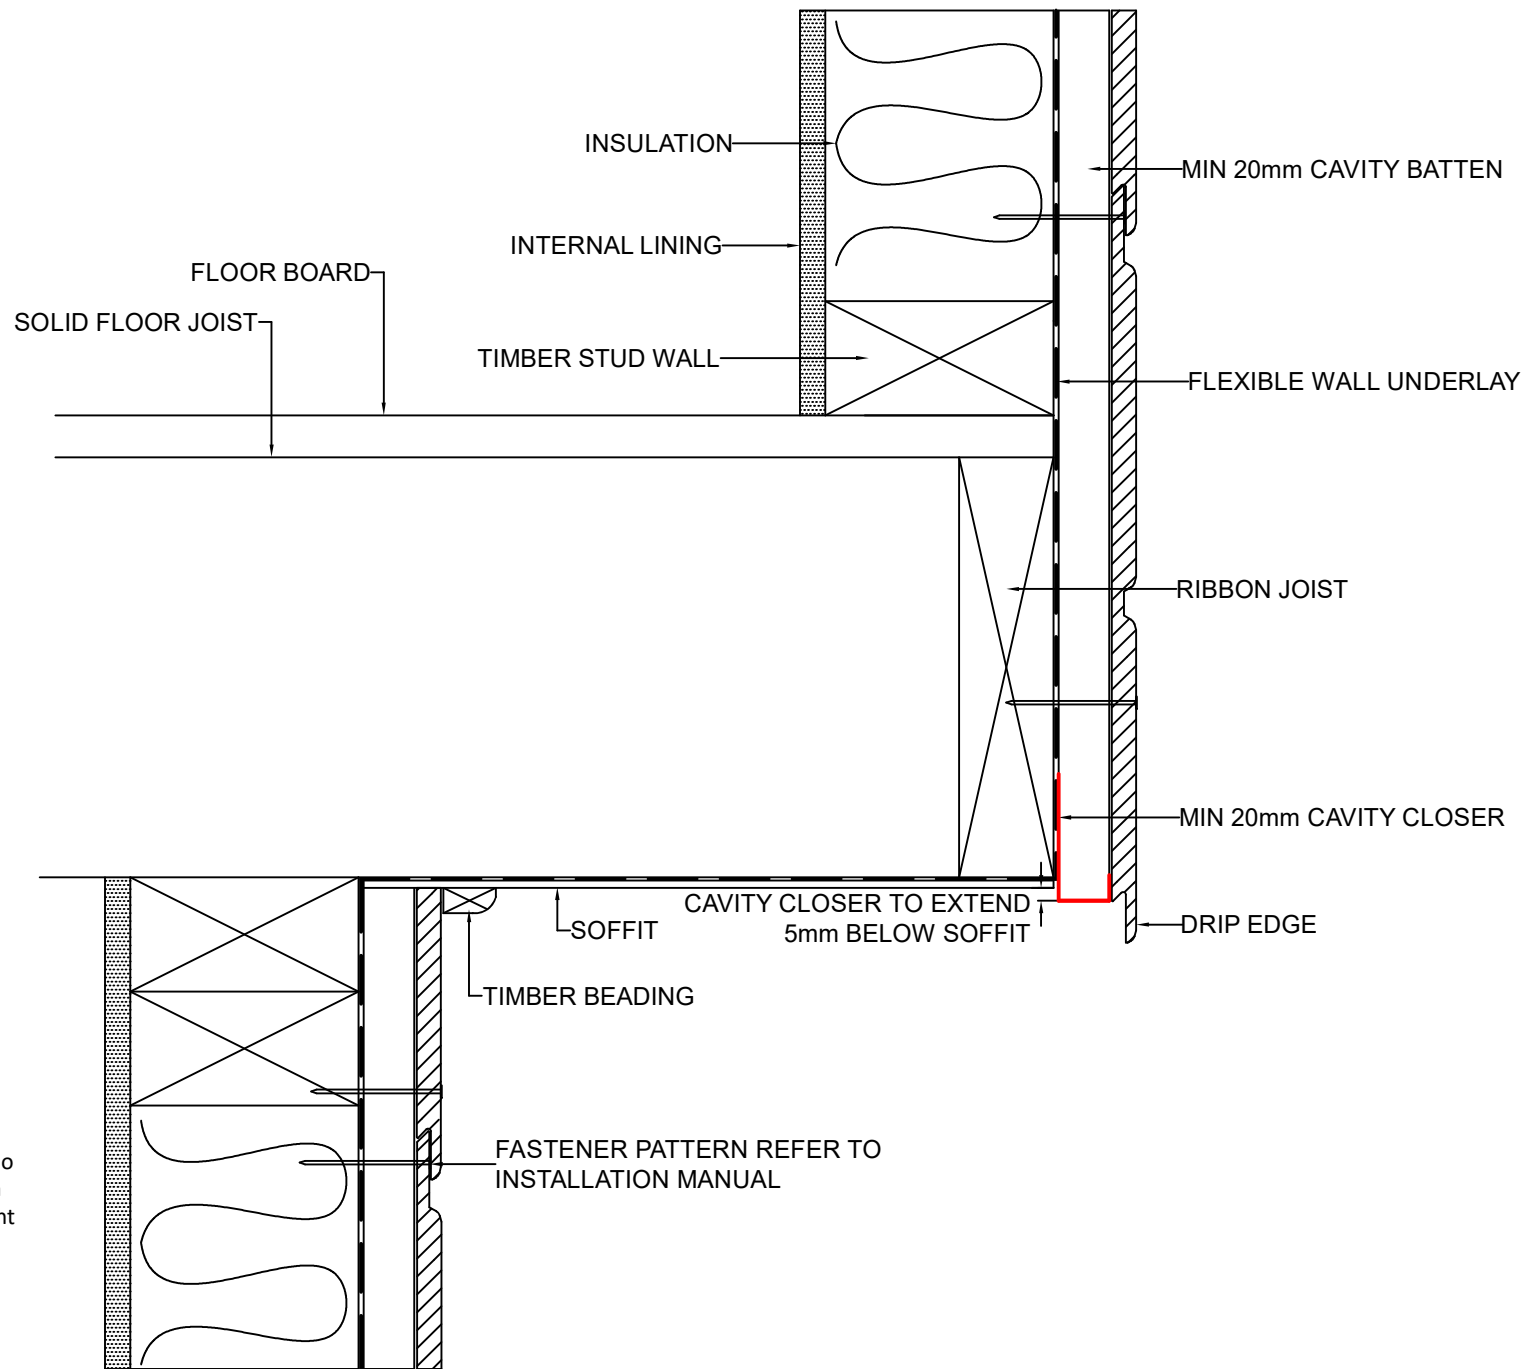 INSULATION
MIN 20mm CAVITY BATTEN
INTERNAL LINING
FLOOR BOARD
SOLID FLOOR JOIST
TIMBER STUD WALL
FLEXIBLE WALL UNDERLAY
RIBBON JOIST
MIN 20mm CAVITY CLOSER
CAVITY CLOSER TO EXTEND
5mm BELOW SOFFIT
SOFFIT
DRIP EDGE
TIMBER BEADING
FASTENER PATTERN REFER TO
INSTALLATION MANUAL